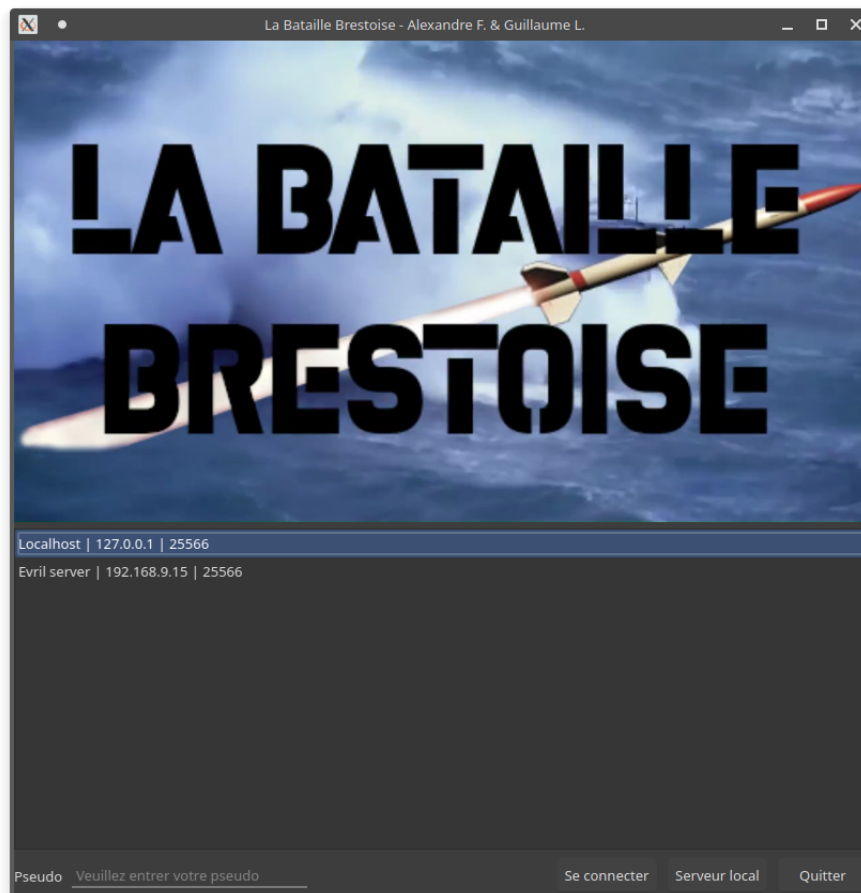 La Bataille Brestoise - Alexandre F. & Guillaume L.
LA BATAILLE
BRESTOISE
Localhost | 127.0.0.1 | 25566
Evril server | 192.168.9.15 | 25566
Pseudo Veuillez entrer votre pseudo Se connecter Serveur local Quitter